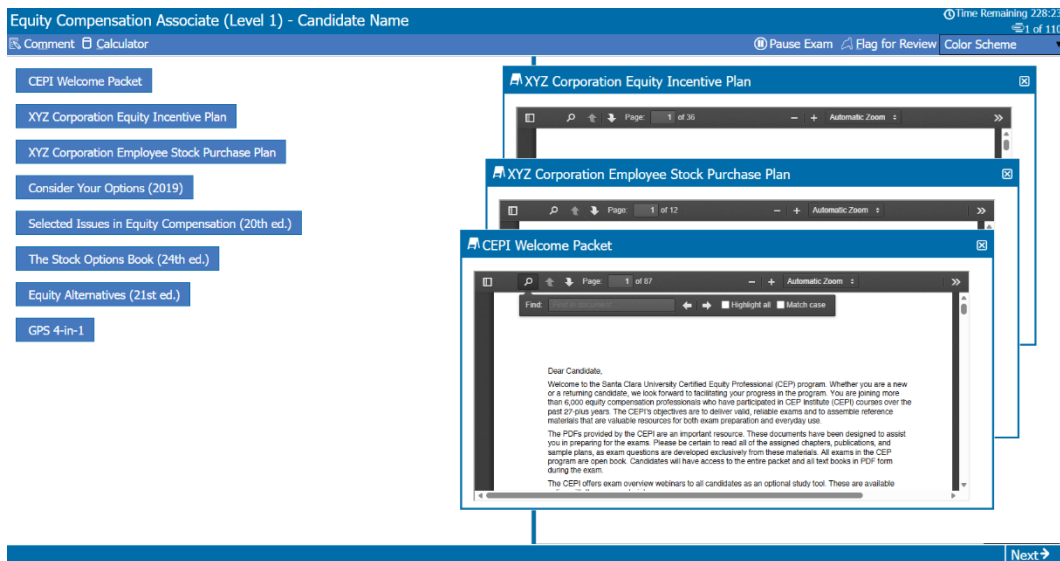 Equity Compensation Associate (Level 1) - Candidate Name
Time Remaining 228:23
1 of 110
Comment Calculator
Pause Exam Flag for Review Color Scheme
CEPI Welcome Packet
XYZ Corporation Equity Incentive Plan
XYZ Corporation Employee Stock Purchase Plan
Consider Your Options (2019)
Selected Issues in Equity Compensation (20th ed.)
The Stock Options Book (24th ed.)
Equity Alternatives (21st ed.)
GPS 4-in-1
XYZ Corporation Equity Incentive Plan
Page: 1 of 36 Automatic Zoom
XYZ Corporation Employee Stock Purchase Plan
Page: 1 of 12 Automatic Zoom
CEPI Welcome Packet
Page: 1 of 87 Automatic Zoom
Find: Find in document Highlight all Match case
Dear Candidate,
Welcome to the Santa Clara University Certified Equity Professional (CEP) program. Whether you are a new
or a returning candidate, we look forward to facilitating your progress in the program. You are joining more
than 6,000 equity compensation professionals who have participated in CEP Institute (CEPI) courses over the
past 27-plus years. The CEPI's objectives are to deliver valid, reliable exams and to assemble reference
materials that are valuable resources for both exam preparation and everyday use.
The PDFs provided by the CEPI are an important resource. These documents have been designed to assist
you in preparing for the exams. Please be certain to read all of the assigned chapters, publications, and
sample plans, as exam questions are developed exclusively from these materials. All exams in the CEP
program are open book. Candidates will have access to the entire packet and all text books in PDF form
during the exam.
The CEPI offers exam overview webinars to all candidates as an optional study tool. These are available
Next